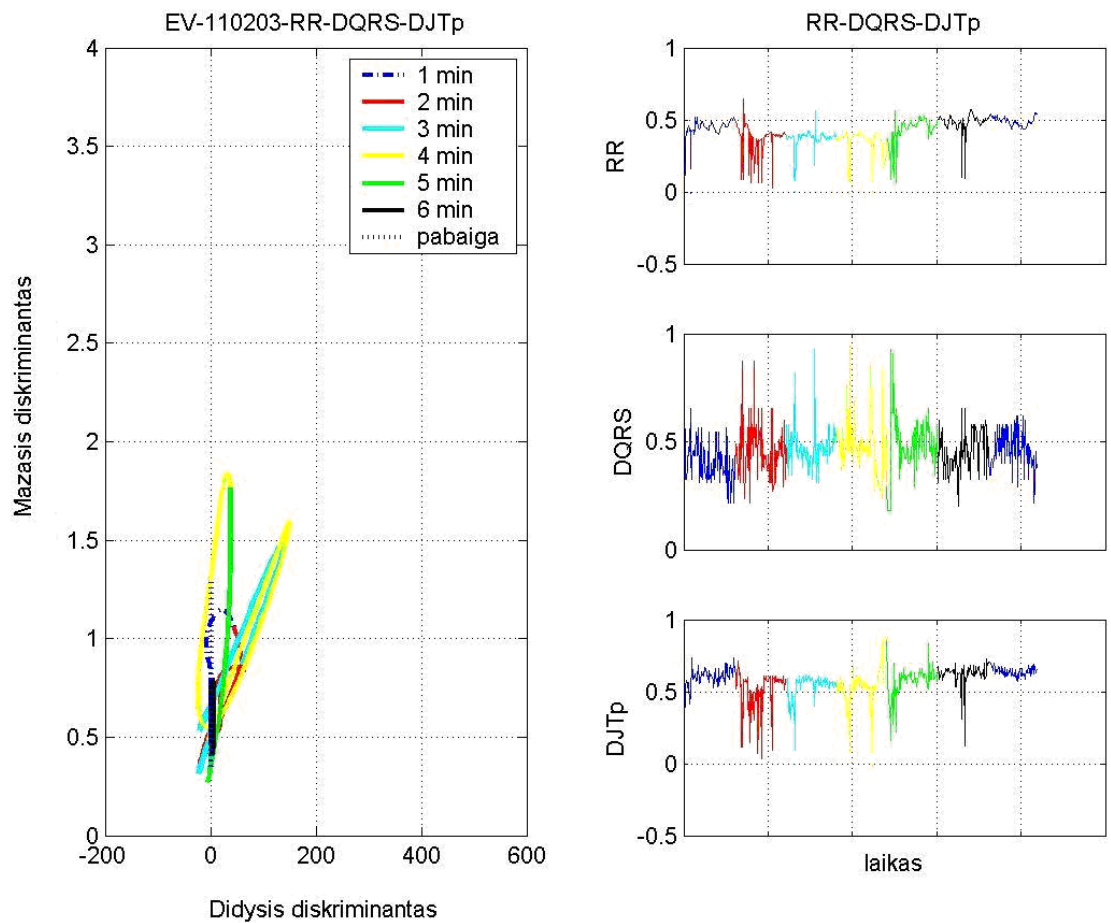 EV-110203-RR-DQRS-DJTp
4
3.5
3
2.5
2
1.5
1
0.5
0
-200
0
200
400
600
Mazasis diskriminantas
Didysis diskriminantas
1 min
2 min
3 min
4 min
5 min
6 min
pabaiga
RR-DQRS-DJTp
1
0.5
0
-0.5
RR
1
0.5
0
DQRS
1
0.5
0
-0.5
DJTp
laikas